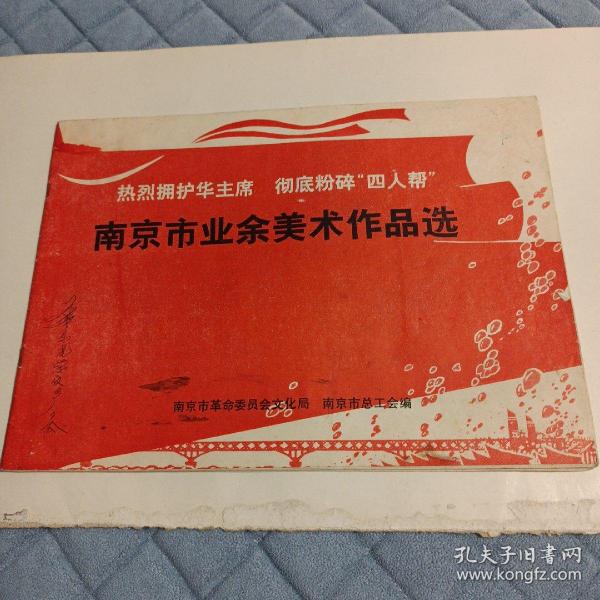 热烈拥护华主席 彻底粉碎“四人帮”
南京市业余美术作品选
南京市革命委员会文化局 南京市总工会编
孔夫子旧书网
www.kongfz.com